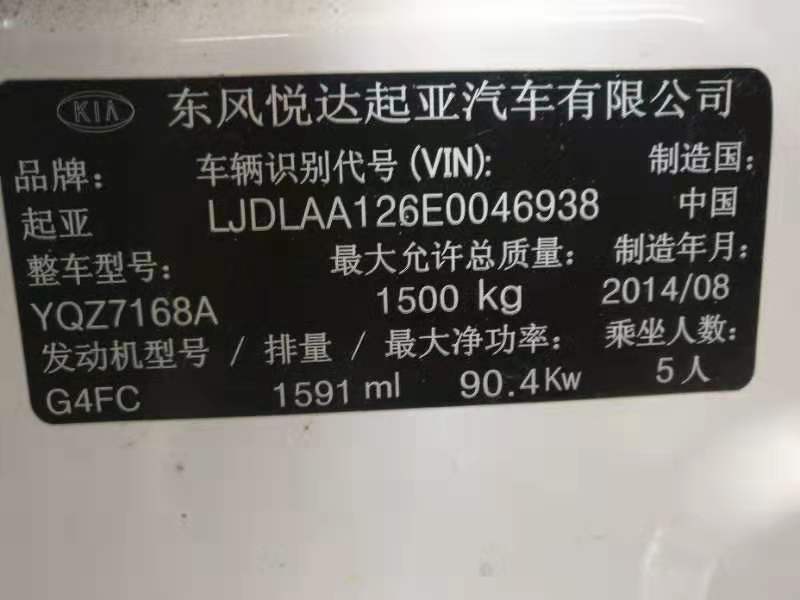 KIA 东风悦达起亚汽车有限公司
品牌： 车辆识别代号 (VIN): 制造国：
起亚 LJDLAA126E0046938 中国
整车型号： 最大允许总质量： 制造年月：
YQZ7168A 1500 kg 2014/08
发动机型号 / 排量 / 最大净功率： 乘坐人数：
G4FC 1591 ml 90.4Kw 5人